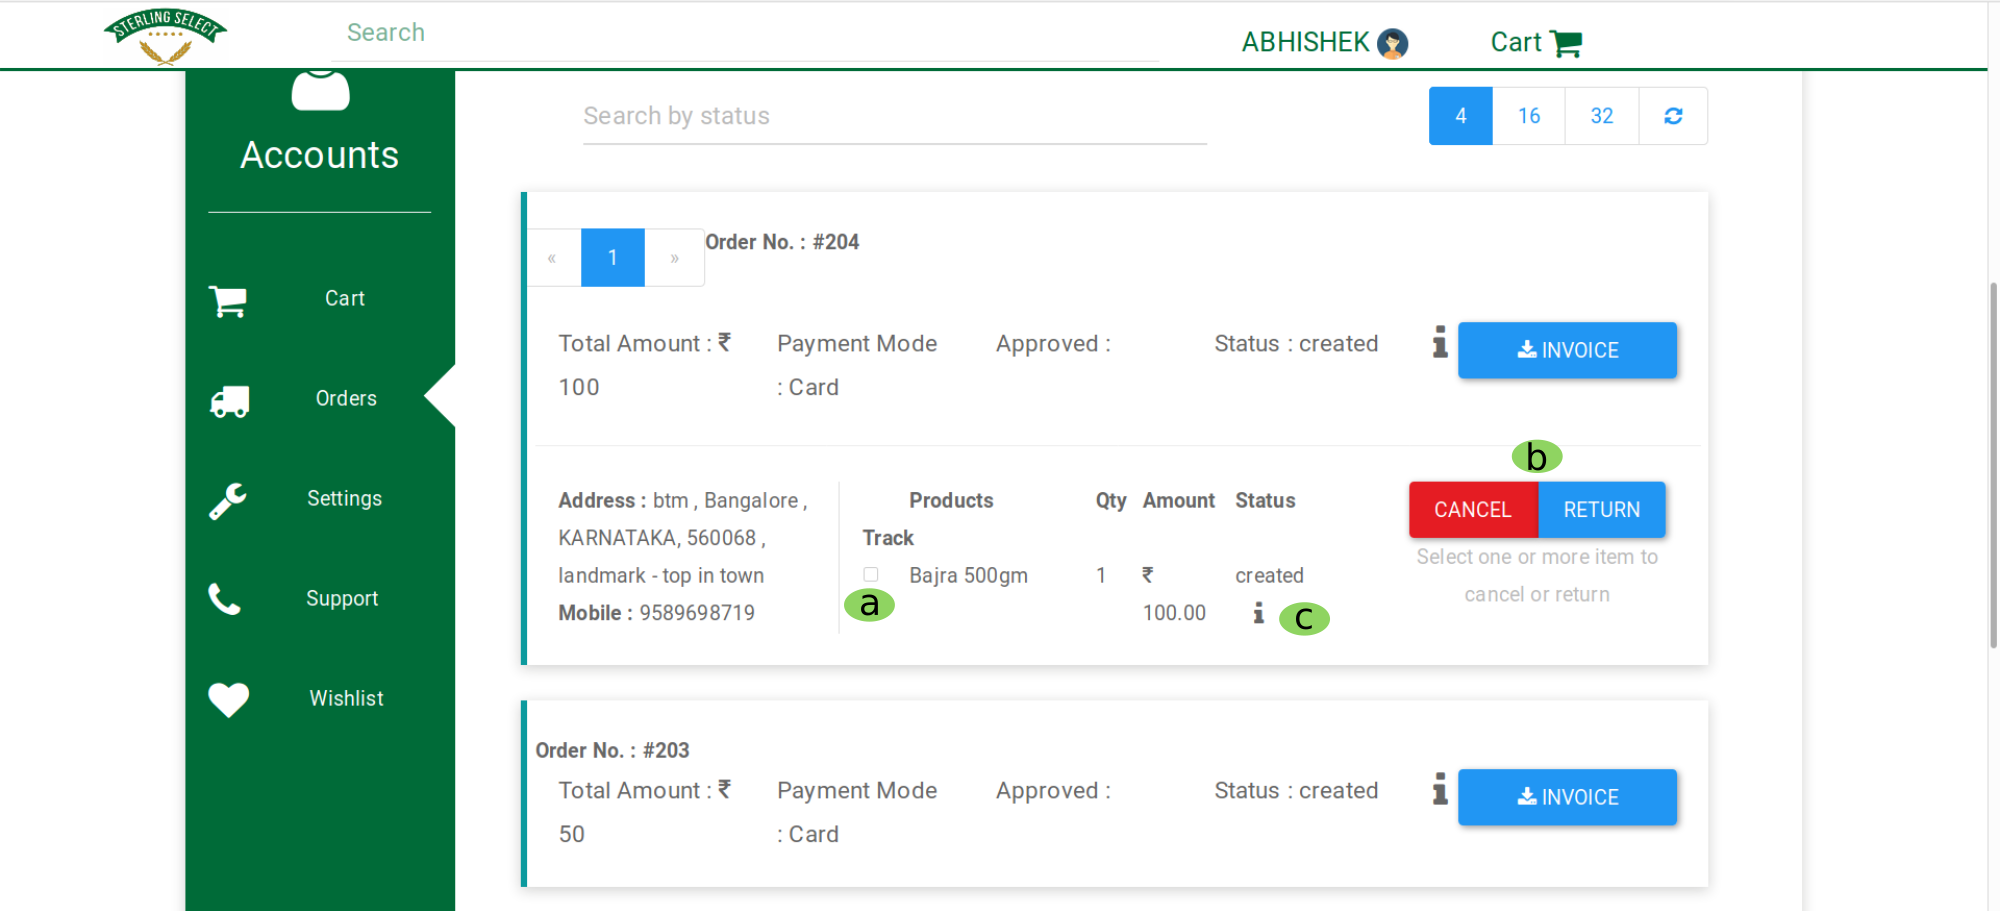 STERLING SELECT
Search
ABHISHEK
Cart
Accounts
Cart
Orders
Settings
Support
Wishlist
Search by status
4 16 32
« 1 »
Order No. : #204
Total Amount : ₹
100
Payment Mode
: Card
Approved :
Status : created
INVOICE
Address : btm , Bangalore ,
KARNATAKA, 560068 ,
landmark - top in town
Mobile : 9589698719
Products Qty Amount Status
Track
Bajra 500gm 1 ₹ created
100.00
a
b
c
CANCEL RETURN
Select one or more item to
cancel or return
Order No. : #203
Total Amount : ₹
50
Payment Mode
: Card
Approved :
Status : created
INVOICE